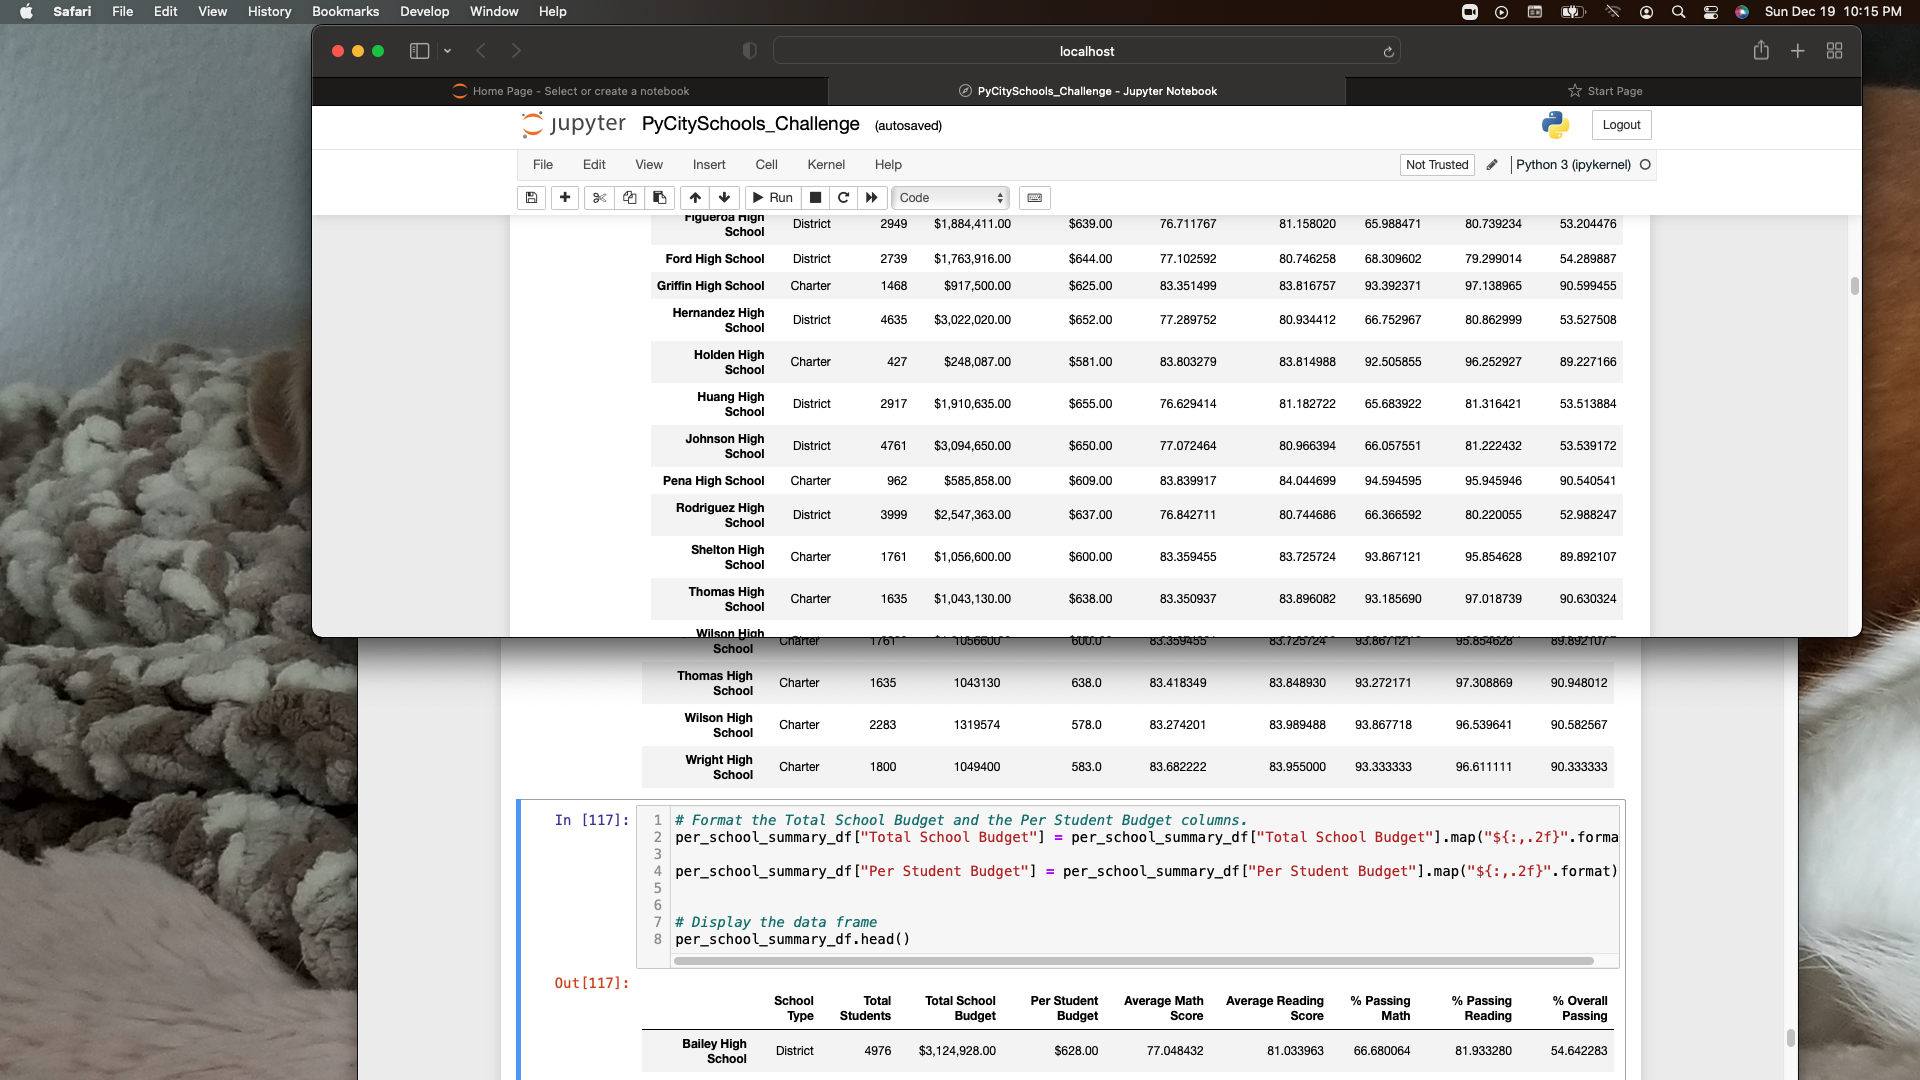 Safari File Edit View History Bookmarks Develop Window Help Sun Dec 19 10:15 PM
localhost
Home Page - Select or create a notebook PyCitySchools_Challenge - Jupyter Notebook Start Page
jupyter PyCitySchools_Challenge (autosaved) Logout
File Edit View Insert Cell Kernel Help Not Trusted Python 3 (ipykernel)
Run Code
Figueroa High School District 2949 $1,884,411.00 $639.00 76.711767 81.158020 65.988471 80.739234 53.204476
Ford High School District 2739 $1,763,916.00 $644.00 77.102592 80.746258 68.309602 79.299014 54.289887
Griffin High School Charter 1468 $917,500.00 $625.00 83.351499 83.816757 93.392371 97.138965 90.599455
Hernandez High School District 4635 $3,022,020.00 $652.00 77.289752 80.934412 66.752967 80.862999 53.527508
Holden High School Charter 427 $248,087.00 $581.00 83.803279 83.814988 92.505855 96.252927 89.227166
Huang High School District 2917 $1,910,635.00 $655.00 76.629414 81.182722 65.683922 81.316421 53.513884
Johnson High School District 4761 $3,094,650.00 $650.00 77.072464 80.966394 66.057551 81.222432 53.539172
Pena High School Charter 962 $585,858.00 $609.00 83.839917 84.044699 94.594595 95.945946 90.540541
Rodriguez High School District 3999 $2,547,363.00 $637.00 76.842711 80.744686 66.366592 80.220055 52.988247
Shelton High School Charter 1761 $1,056,600.00 $600.00 83.359455 83.725724 93.867121 95.854628 89.892107
Thomas High School Charter 1635 $1,043,130.00 $638.00 83.350937 83.896082 93.185690 97.018739 90.630324
Wilson High
School Charter 1761 1056600 600.0 83.359455 83.725724 93.867121 95.854628 89.892107
Thomas High School Charter 1635 1043130 638.0 83.418349 83.848930 93.272171 97.308869 90.948012
Wilson High School Charter 2283 1319574 578.0 83.274201 83.989488 93.867718 96.539641 90.582567
Wright High School Charter 1800 1049400 583.0 83.682222 83.955000 93.333333 96.611111 90.333333
In [117]:
1 # Format the Total School Budget and the Per Student Budget columns.
2 per_school_summary_df["Total School Budget"] = per_school_summary_df["Total School Budget"].map("${:,.2f}".forma
3
4 per_school_summary_df["Per Student Budget"] = per_school_summary_df["Per Student Budget"].map("${:,.2f}".format)
5
6
7 # Display the data frame
8 per_school_summary_df.head()
Out[117]:
School Type Total Students Total School Budget Per Student Budget Average Math Score Average Reading Score % Passing Math % Passing Reading % Overall Passing
Bailey High School District 4976 $3,124,928.00 $628.00 77.048432 81.033963 66.680064 81.933280 54.642283